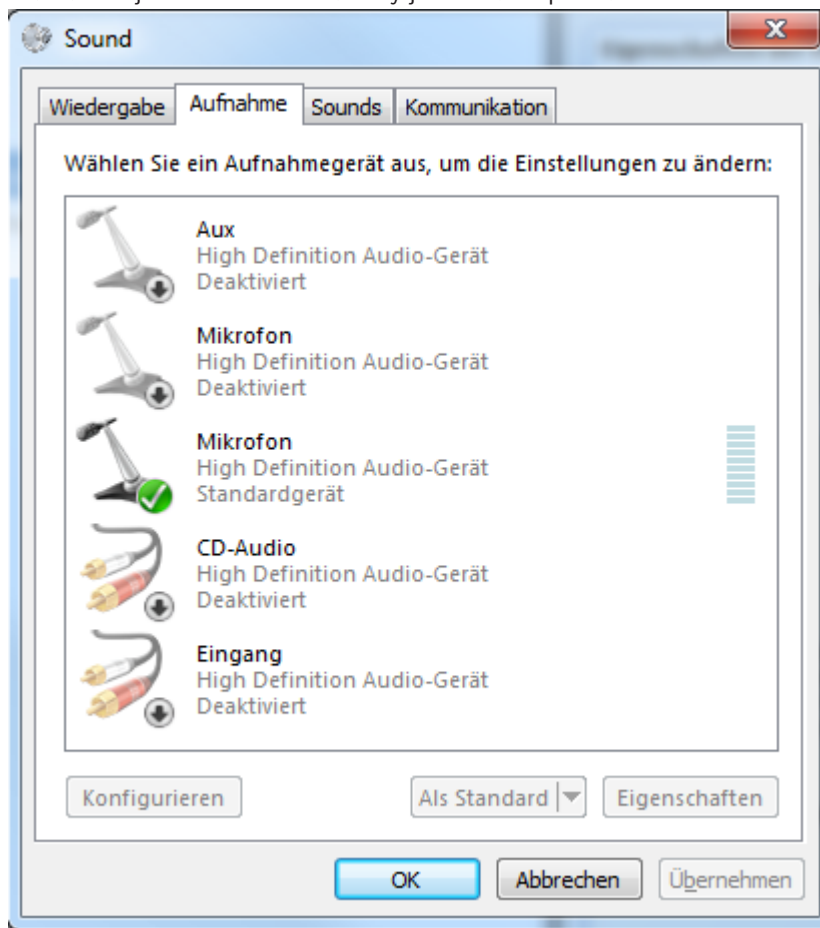 Sound
Wiedergabe
Aufnahme
Sounds
Kommunikation
Wählen Sie ein Aufnahmegerät aus, um die Einstellungen zu ändern:
Aux
High Definition Audio-Gerät
Deaktiviert
Mikrofon
High Definition Audio-Gerät
Deaktiviert
Mikrofon
High Definition Audio-Gerät
Standardgerät
CD-Audio
High Definition Audio-Gerät
Deaktiviert
Eingang
High Definition Audio-Gerät
Deaktiviert
Konfigurieren
Als Standard
Eigenschaften
OK
Abbrechen
Übernehmen